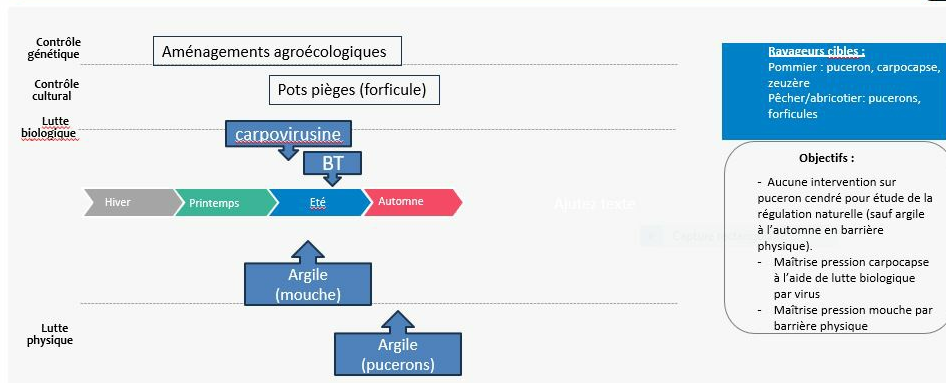 Contrôle
génétique
Aménagements agroécologiques
Contrôle
cultural
Pots pièges (forficule)
Lutte
biologique
carpovirusine
BT
Hiver
Printemps
Eté
Automne
Ajutez texte
Argile
(mouche)
Lutte
physique
Argile
(pucerons)
Ravageurs cibles :
Pommier : puceron, carpocapse,
zeuzère
Pêcher/abricotier: pucerons,
forficules
Objectifs :
- Aucune intervention sur
puceron cendré pour étude de la
régulation naturelle (sauf argile
à l'automne en barrière
physique).
- Maîtrise pression carpocapse
à l'aide de lutte biologique
par virus
- Maîtrise pression mouche par
barrière physique